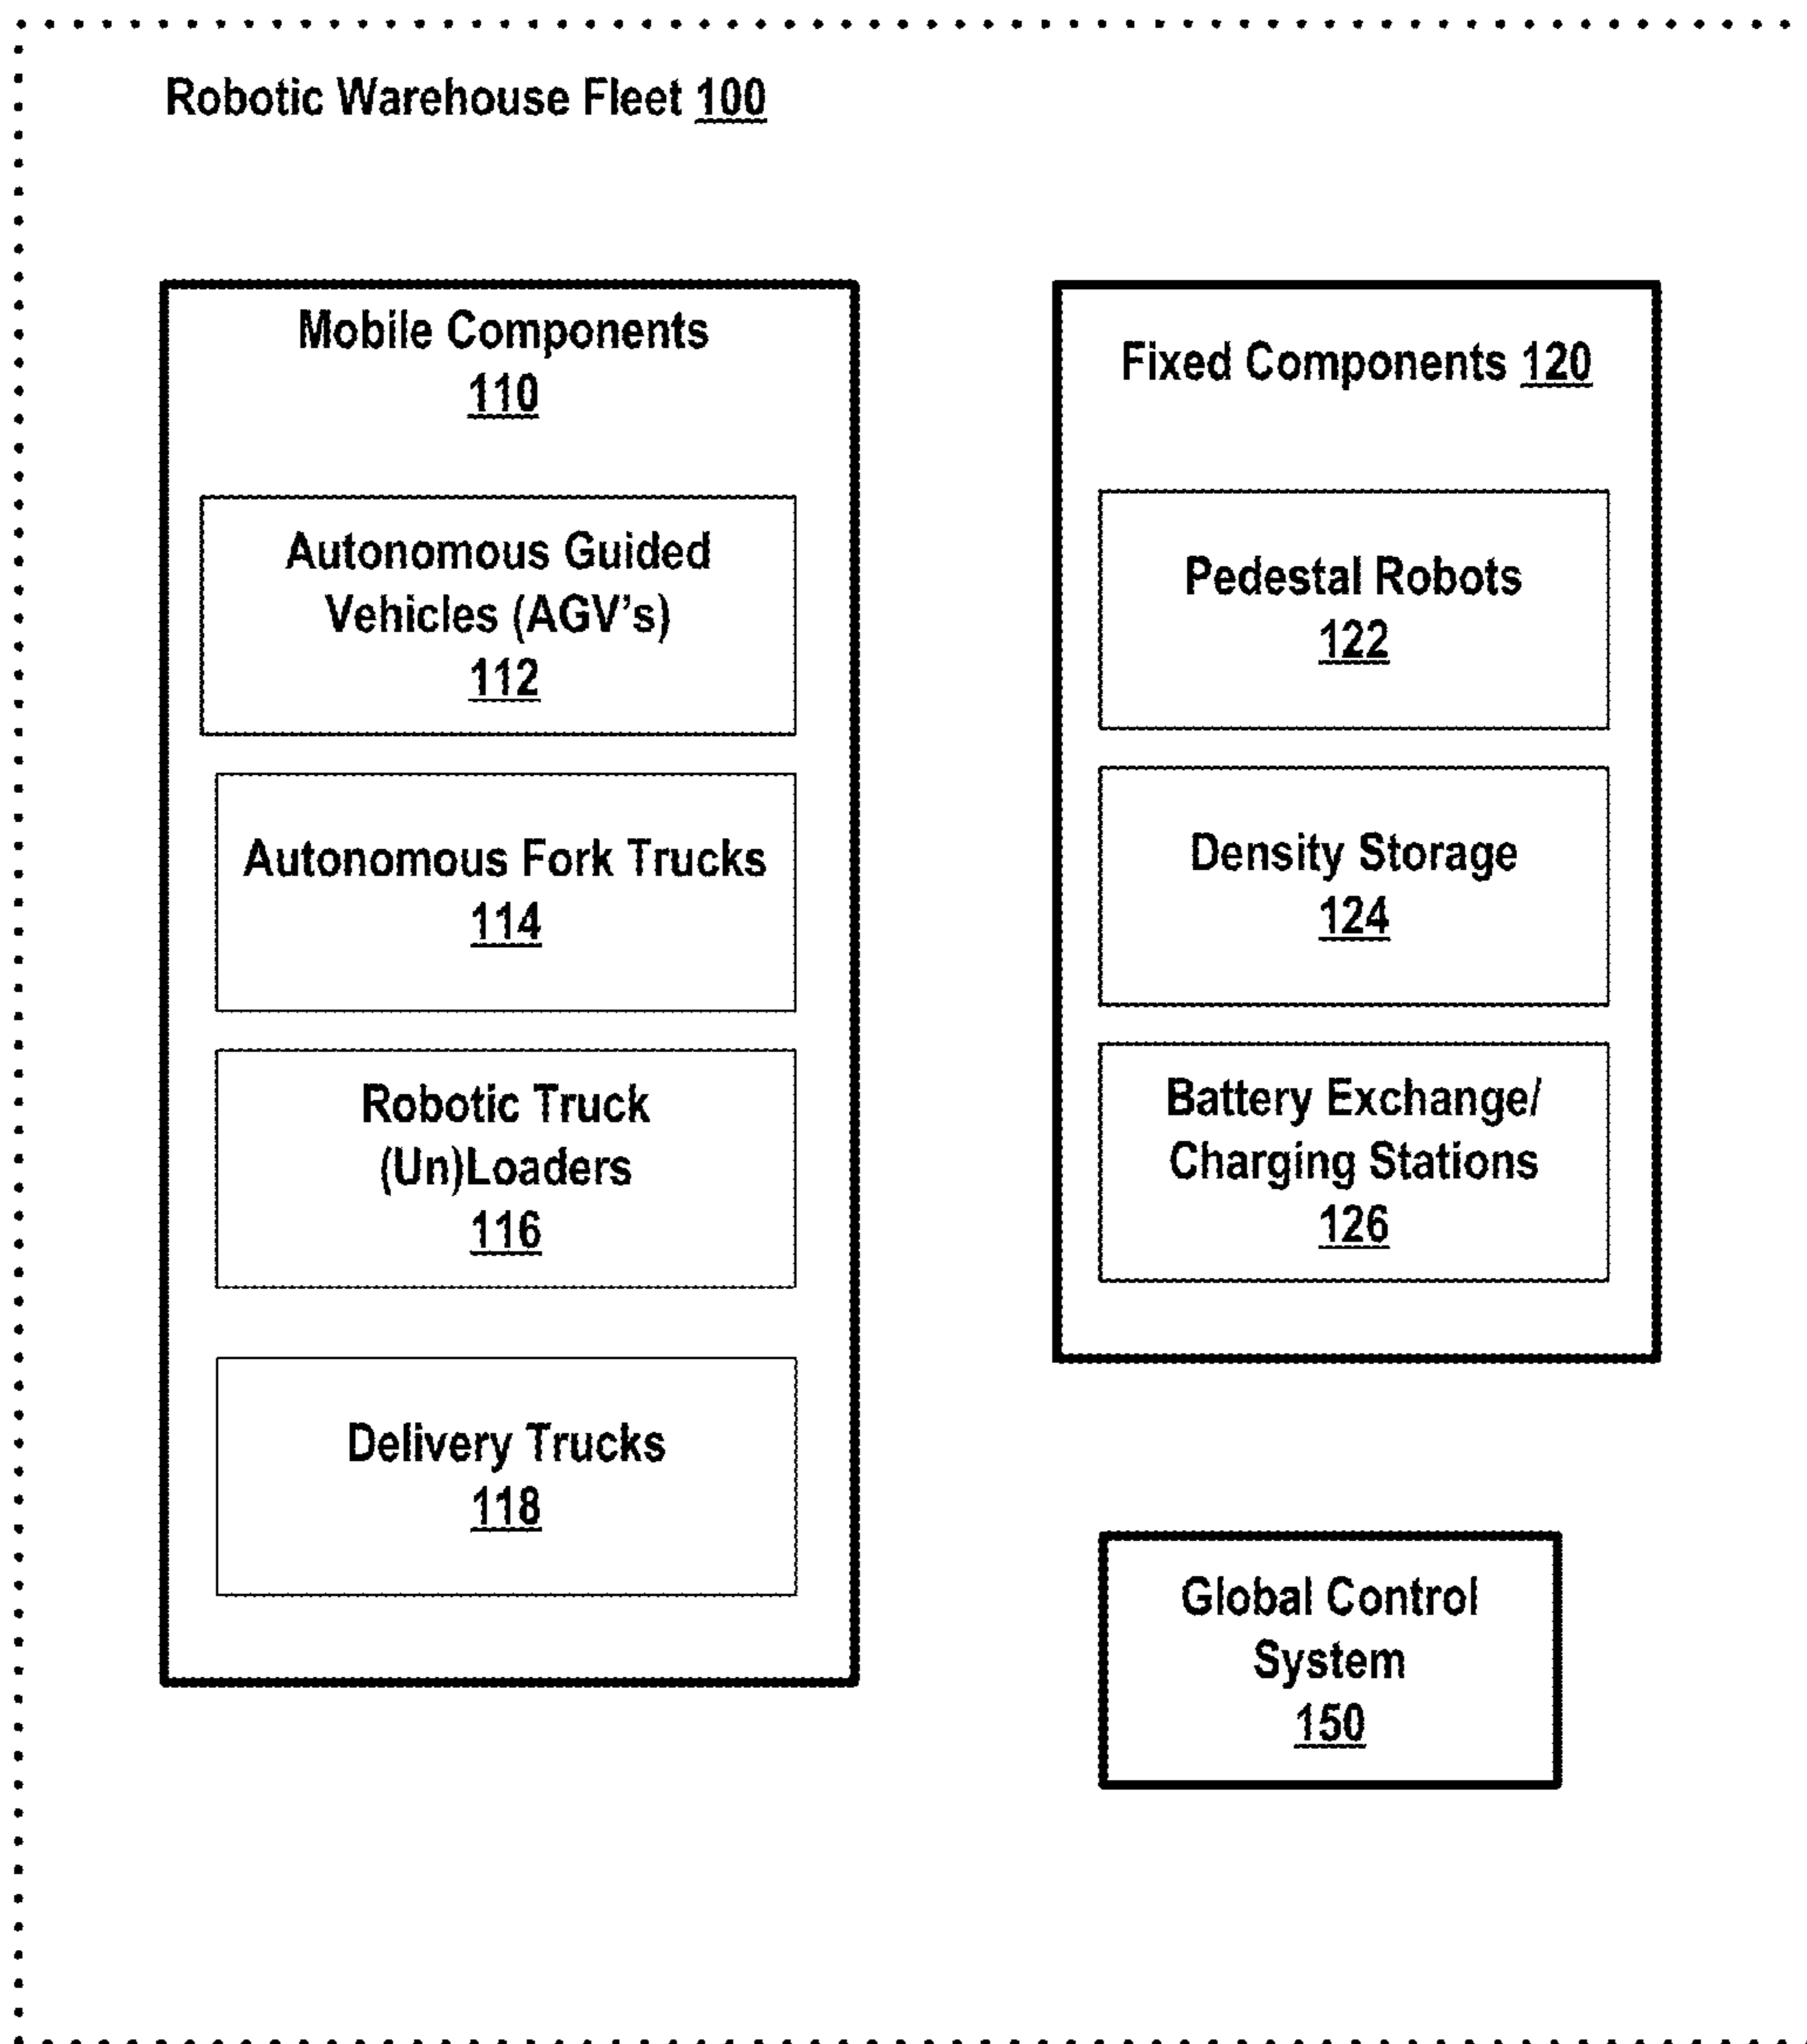 Robotic Warehouse Fleet 100
Mobile Components
110
Autonomous Guided
Vehicles (AGV's)
112
Autonomous Fork Trucks
114
Robotic Truck
(Un)Loaders
116
Delivery Trucks
118
Fixed Components 120
Pedestal Robots
122
Density Storage
124
Battery Exchange/
Charging Stations
126
Global Control
System
150